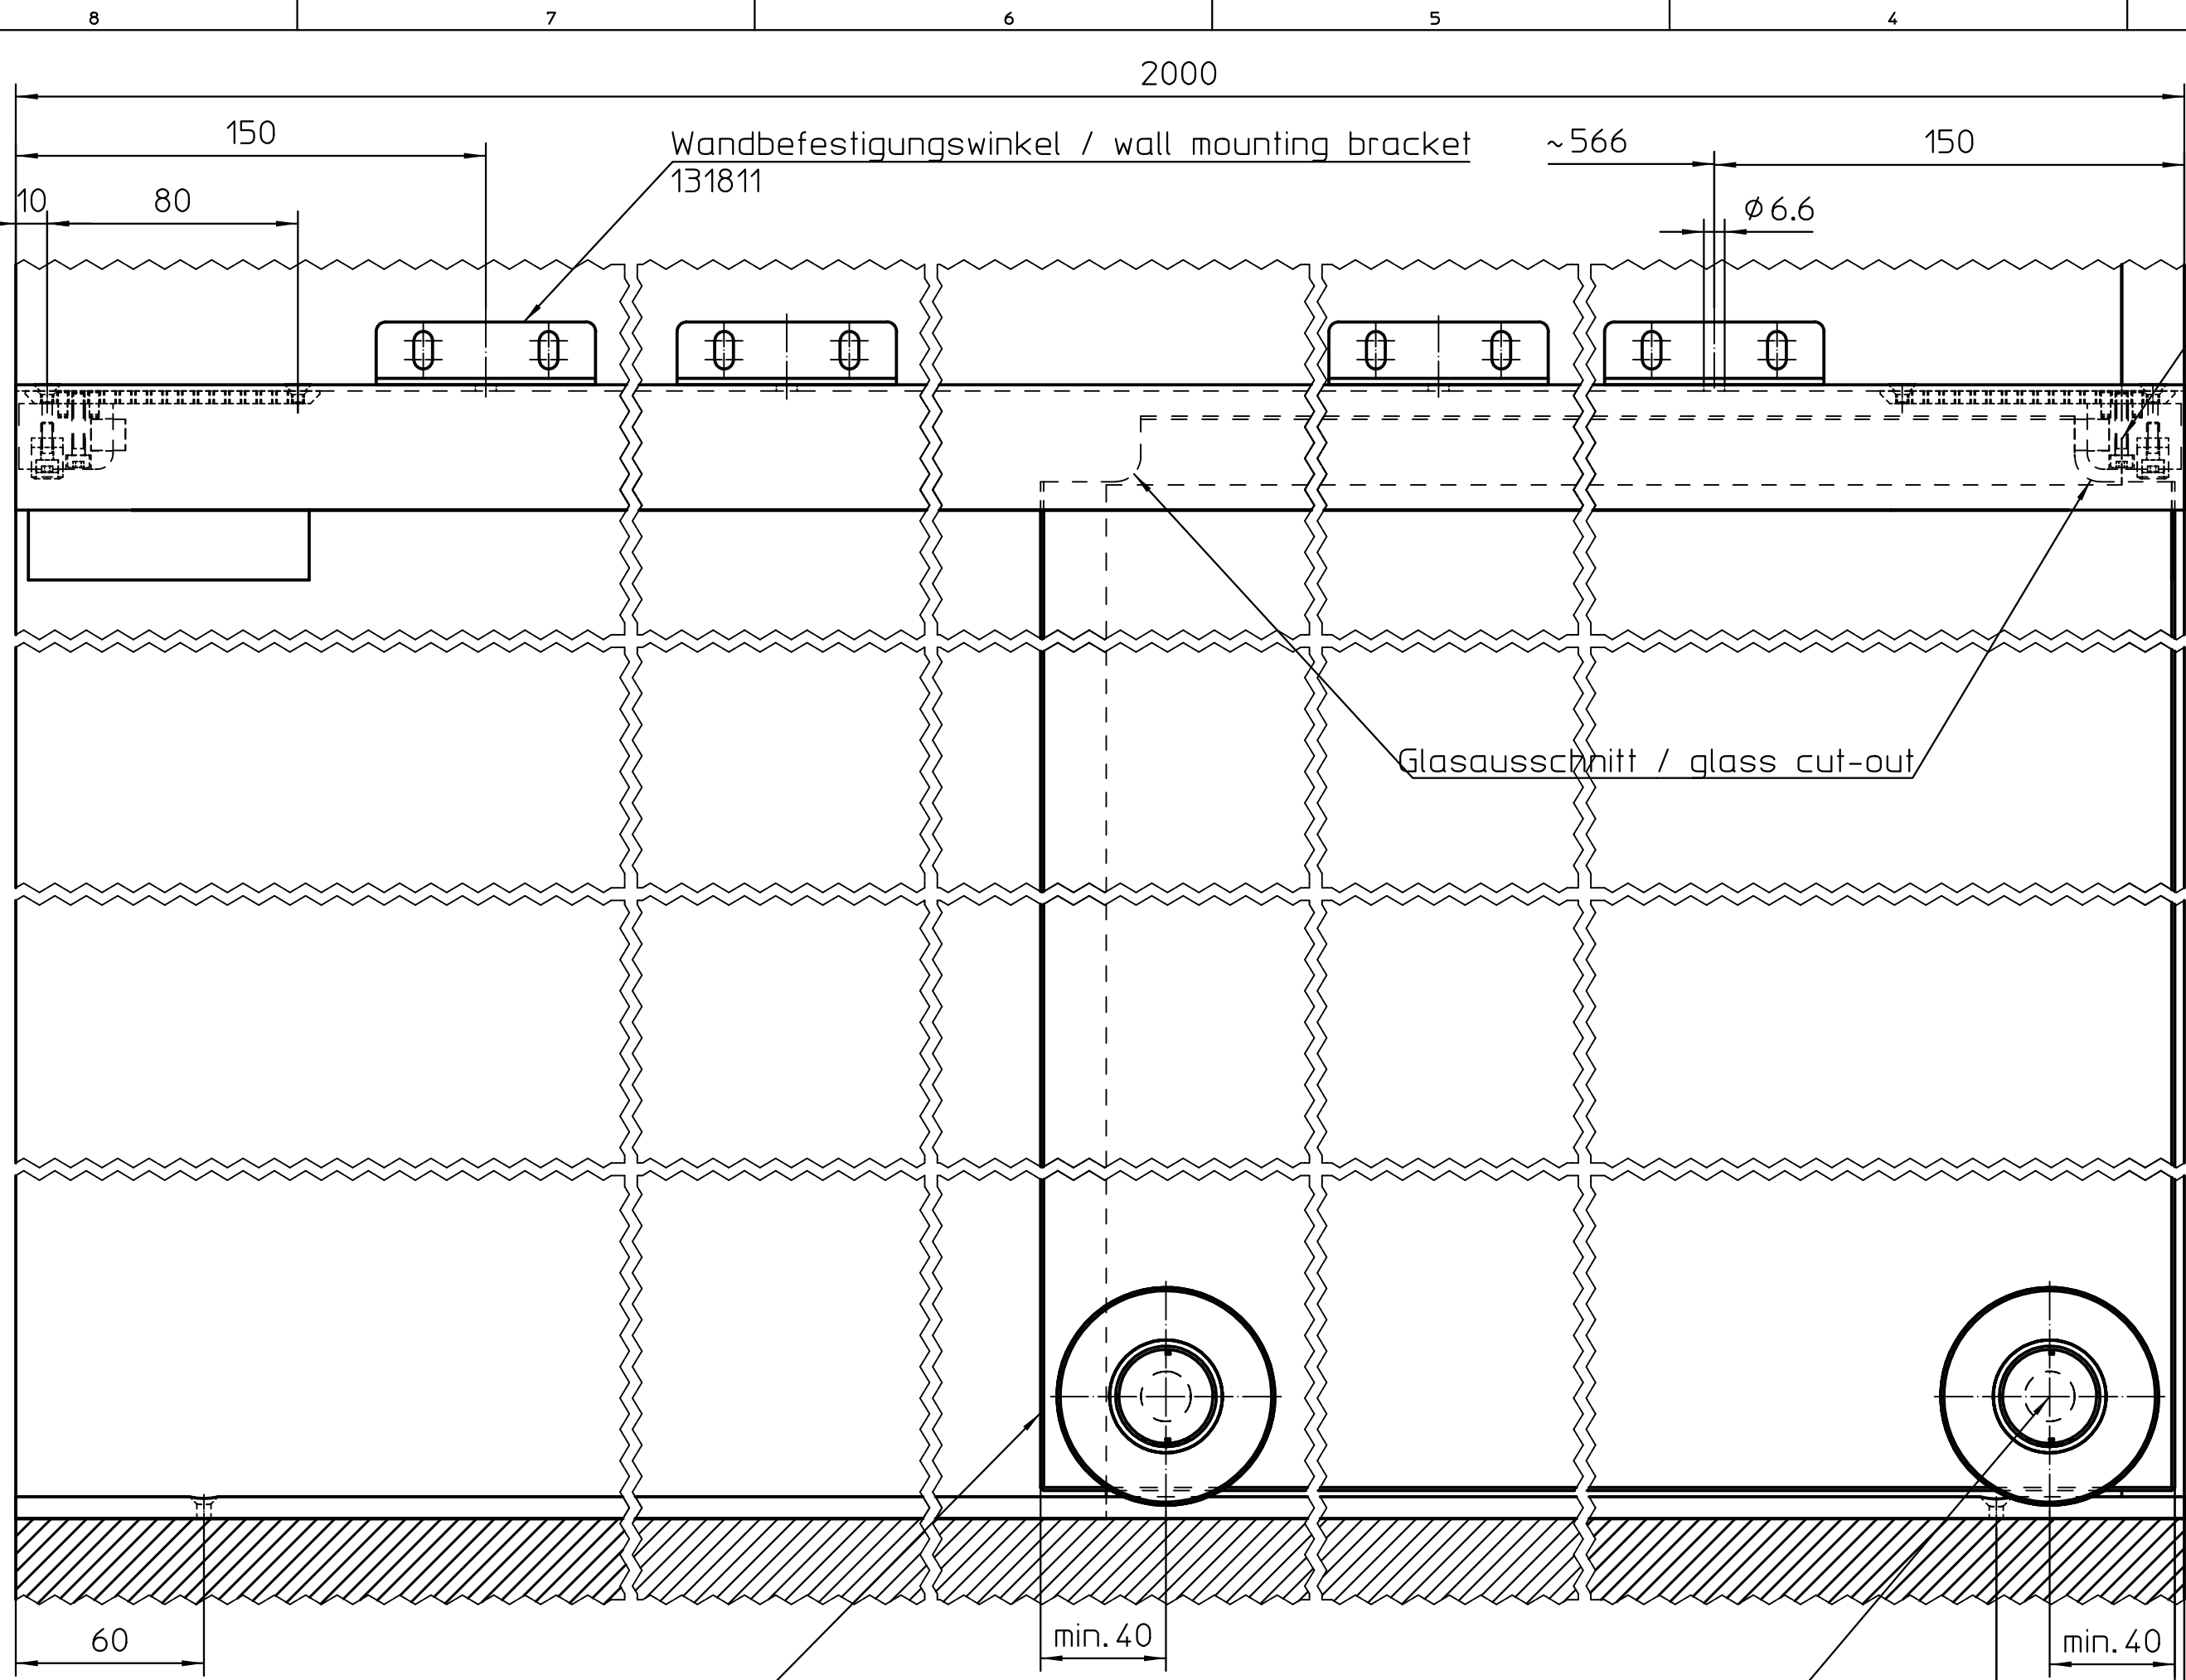 8 7 6 5 4
2000
150 Wandbefestigungswinkel / wall mounting bracket ~566 150
131811
10 80 ⌀6.6
Glasausschnitt / glass cut-out
60 min.40 min.40